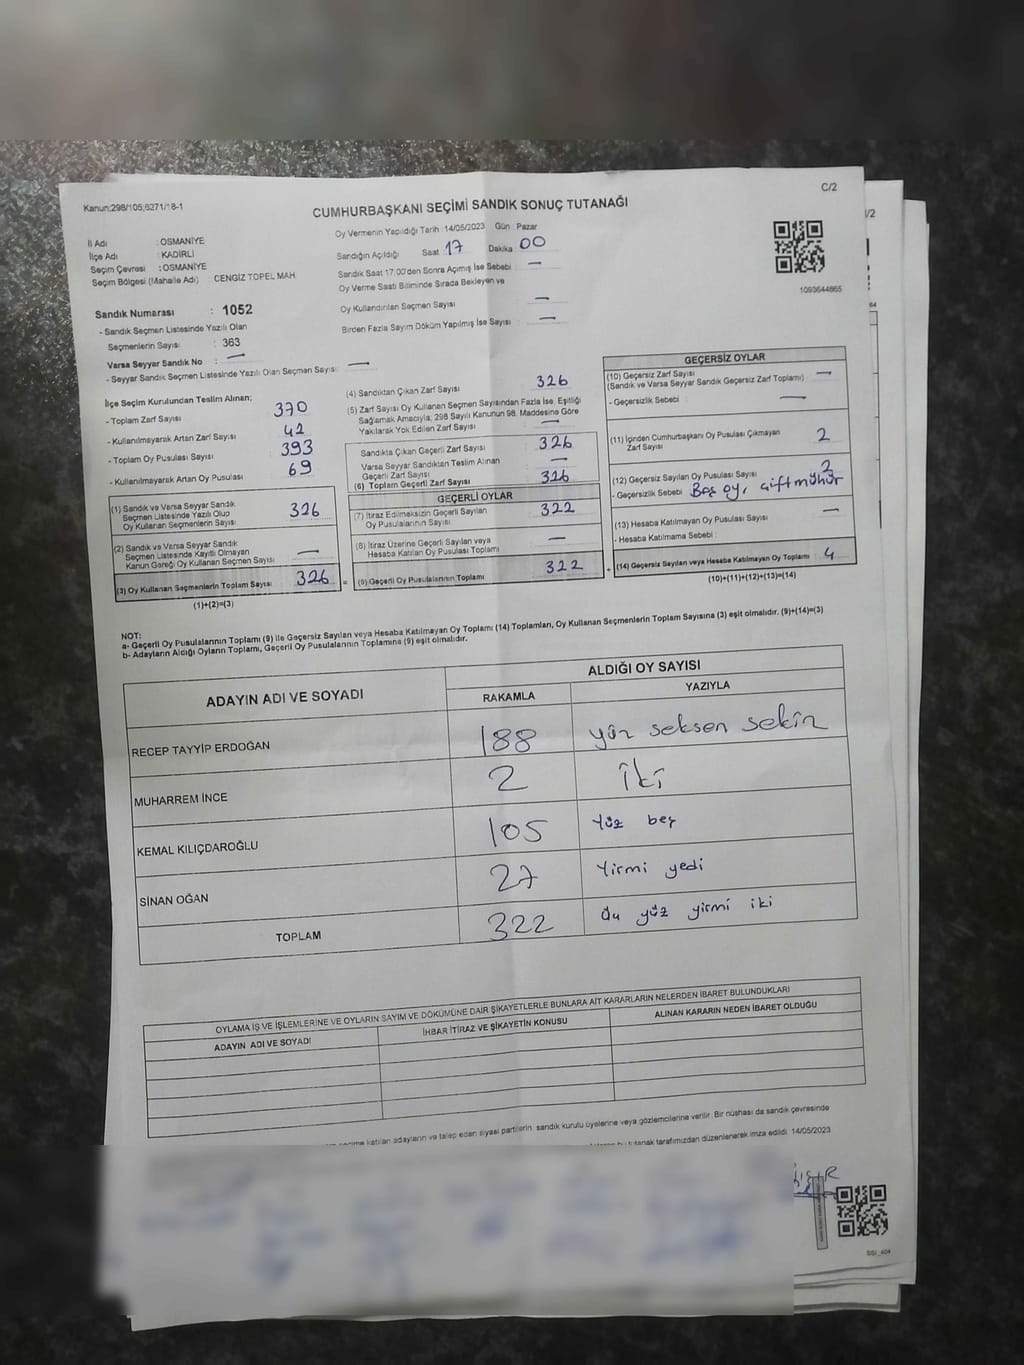 C/2
Kanun;298/105;6271/18-1
CUMHURBAŞKANI SEÇİMİ SANDIK SONUÇ TUTANAĞI
İl Adı : OSMANİYE
İlçe Adı : KADİRLİ
Seçim Çevresi : OSMANİYE
Seçim Bölgesi (Mahalle Adı) : CENGİZ TOPEL MAH
Oy Vermenin Yapıldığı Tarih :14/05/2023 Gün : Pazar
Sandığın Açıldığı Saat 17 Dakika : 00
Sandık Saat 17.00'den Sonra Açımış İse Sebebi —
Oy Verme Saati Bitiminde Sırada Bekleyen ve
Oy Kullandırılan Seçmen Sayısı —
Birden Fazla Sayım Döküm Yapılmış İse Sayısı : —
1093644865
Sandık Numarası : 1052
- Sandık Seçmen Listesinde Yazılı Olan
Seçmenlerin Sayısı : 363
Varsa Seyyar Sandık No : —
- Seyyar Sandık Seçmen Listesinde Yazılı Olan Seçmen Sayısı : —
İlçe Seçim Kurulundan Teslim Alınan;
- Toplam Zarf Sayısı 370
- Kullanılmayarak Artan Zarf Sayısı 42
- Toplam Oy Pusulası Sayısı 393
- Kullanılmayarak Artan Oy Pusulası 69
(1) Sandık ve Varsa Seyyar Sandık
Seçmen Listesinde Yazılı Olup
Oy Kullanan Seçmenlerin Sayısı 326
(2) Sandık ve Varsa Seyyar Sandık
Seçmen Listesinde Kayıtlı Olmayan
Kanun Gereği Oy Kullanan Seçmen Sayısı —
(3) Oy Kullanan Seçmenlerin Toplam Sayısı 326 =
(1)+(2)=(3)
(4) Sandıktan Çıkan Zarf Sayısı 326
(5) Zarf Sayısı Oy Kullanan Seçmen Sayısından Fazla İse, Eşitliği
Sağlamak Amacıyla; 298 Sayılı Kanunun 98. Maddesine Göre
Yakılarak Yok Edilen Zarf Sayısı —
Sandıkta Çıkan Geçerli Zarf Sayısı 326
Varsa Seyyar Sandıktan Teslim Alınan
Geçerli Zarf Sayısı —
(6) Toplam Geçerli Zarf Sayısı 326
GEÇERLİ OYLAR
(7) İtiraz Edilmeksizin Geçerli Sayılan
Oy Pusulalarının Sayısı 322
(8) İtiraz Üzerine Geçerli Sayılan veya
Hesaba Katılan Oy Pusulası Toplamı —
(9) Geçerli Oy Pusulalarının Toplamı 322 +
GEÇERSİZ OYLAR
(10) Geçersiz Zarf Sayısı —
(Sandık ve Varsa Seyyar Sandık Geçersiz Zarf Toplamı)
- Geçersizlik Sebebi : —
(11) İçinden Cumhurbaşkanı Oy Pusulası Çıkmayan
Zarf Sayısı 2
(12) Geçersiz Sayılan Oy Pusulası Sayısı 2
- Geçersizlik Sebebi : Boş oy, çift mühür
(13) Hesaba Katılmayan Oy Pusulası Sayısı —
- Hesaba Katılmama Sebebi :
(14) Geçersiz Sayılan veya Hesaba Katılmayan Oy Toplamı : 4
(10)+(11)+(12)+(13)=(14)
NOT:
a- Geçerli Oy Pusulalarının Toplamı (9) ile Geçersiz Sayılan veya Hesaba Katılmayan Oy Toplamı (14) Toplamları, Oy Kullanan Seçmenlerin Toplam Sayısına (3) eşit olmalıdır. (9)+(14)=(3)
b- Adayların Aldığı Oyların Toplamı, Geçerli Oy Pusulalarının Toplamına (9) eşit olmalıdır.
ADAYIN ADI VE SOYADI
ALDIĞI OY SAYISI
RAKAMLA YAZIYLA
RECEP TAYYİP ERDOĞAN 188 yüz seksen sekiz
MUHARREM İNCE 2 iki
KEMAL KILIÇDAROĞLU 105 Yüz beş
SİNAN OĞAN 27 Yirmi yedi
TOPLAM 322 Üç yüz yirmi iki
OYLAMA İŞ VE İŞLEMLERİNE VE OYLARIN SAYIM VE DÖKÜMÜNE DAİR ŞİKAYETLERLE BUNLARA AİT KARARLARIN NELERDEN İBARET BULUNDUKLARI
ADAYIN ADI VE SOYADI İHBAR İTİRAZ VE ŞİKAYETİN KONUSU ALINAN KARARIN NEDEN İBARET OLDUĞU
katılan adayların ve talep eden siyasi partilerin sandık kurulu üyelerine veya gözlemcilerine verilir. Bir nüshası da sandık çevresinde
bu tutanak tarafımızdan düzenlenerek imza edildi. 14/05/2023
SSI_404